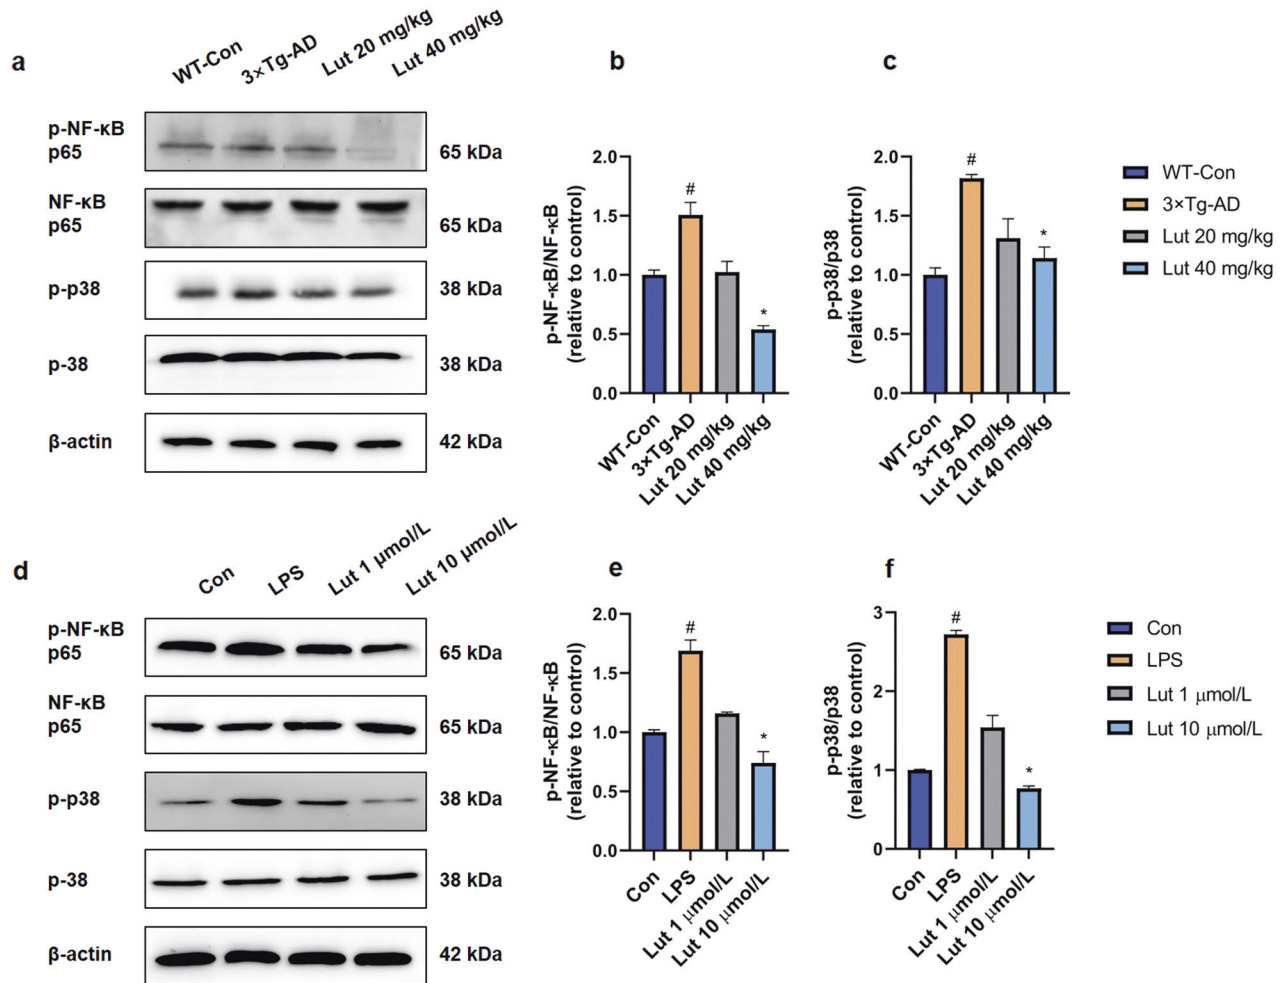 a
WT-Con
3×Tg-AD
Lut 20 mg/kg
Lut 40 mg/kg
p-NF-κB
p65
65 kDa
NF-κB
p65
65 kDa
p-p38
38 kDa
p-38
38 kDa
β-actin
42 kDa
b
p-NF-κB/NF-κB
(relative to control)
2.0
1.5
1.0
0.5
0.0
#
*
WT-Con
3×Tg-AD
Lut 20 mg/kg
Lut 40 mg/kg
c
p-p38/p38
(relative to control)
2.0
1.5
1.0
0.5
0.0
#
*
WT-Con
3×Tg-AD
Lut 20 mg/kg
Lut 40 mg/kg
WT-Con
3×Tg-AD
Lut 20 mg/kg
Lut 40 mg/kg
d
Con
LPS
Lut 1 μmol/L
Lut 10 μmol/L
p-NF-κB
p65
65 kDa
NF-κB
p65
65 kDa
p-p38
38 kDa
p-38
38 kDa
β-actin
42 kDa
e
p-NF-κB/NF-κB
(relative to control)
2.0
1.5
1.0
0.5
0.0
#
*
Con
LPS
Lut 1 μmol/L
Lut 10 μmol/L
f
p-p38/p38
(relative to control)
3
2
1
0
#
*
Con
LPS
Lut 1 μmol/L
Lut 10 μmol/L
Con
LPS
Lut 1 μmol/L
Lut 10 μmol/L